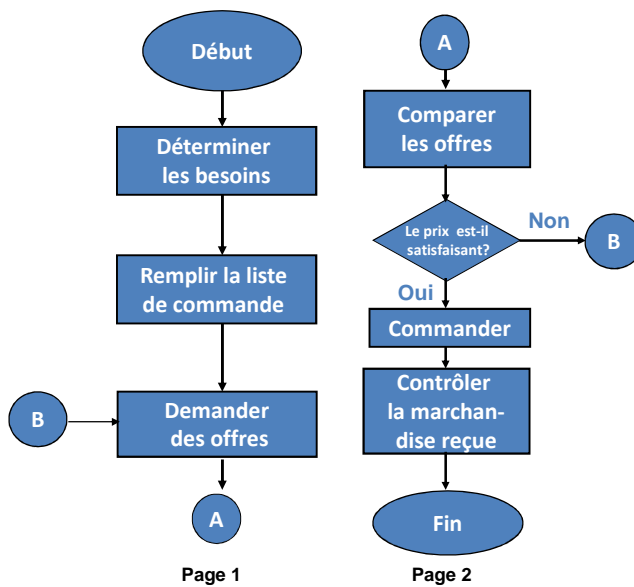 Début
Déterminer
les besoins
Remplir la liste
de commande
B
Demander
des offres
A
Page 1
A
Comparer
les offres
Le prix est-il
satisfaisant?
Non
B
Oui
Commander
Contrôler
la marchan-
dise reçue
Fin
Page 2